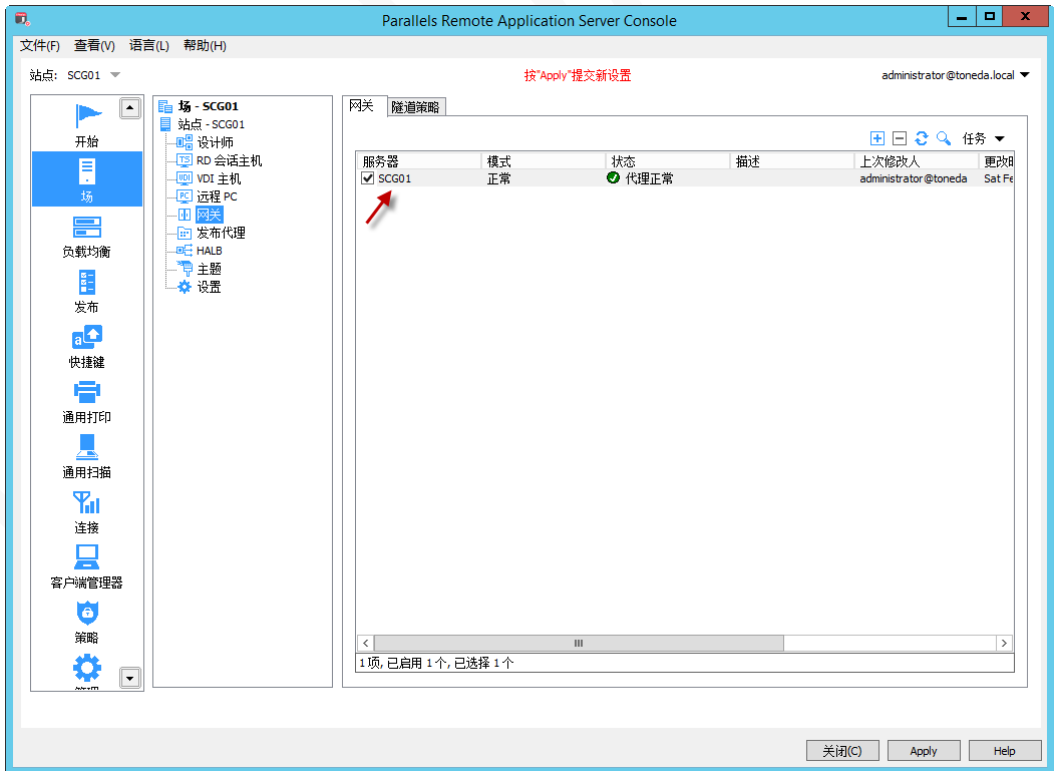 Parallels Remote Application Server Console
文件(F) 查看(V) 语言(L) 帮助(H)
站点: SCG01 按"Apply"提交新设置 administrator@toneda.local
开始
场
负载均衡
发布
快捷键
通用打印
通用扫描
连接
客户端管理器
策略
场 - SCG01
站点 - SCG01
设计师
RD 会话主机
VDI 主机
远程 PC
网关
发布代理
HALB
主题
设置
网关 隧道策略
任务
服务器 模式 状态 描述 上次修改人 更改
SCG01 正常 代理正常 administrator@toneda Sat Fe
1项, 已启用 1个, 已选择 1个
关闭(C) Apply Help